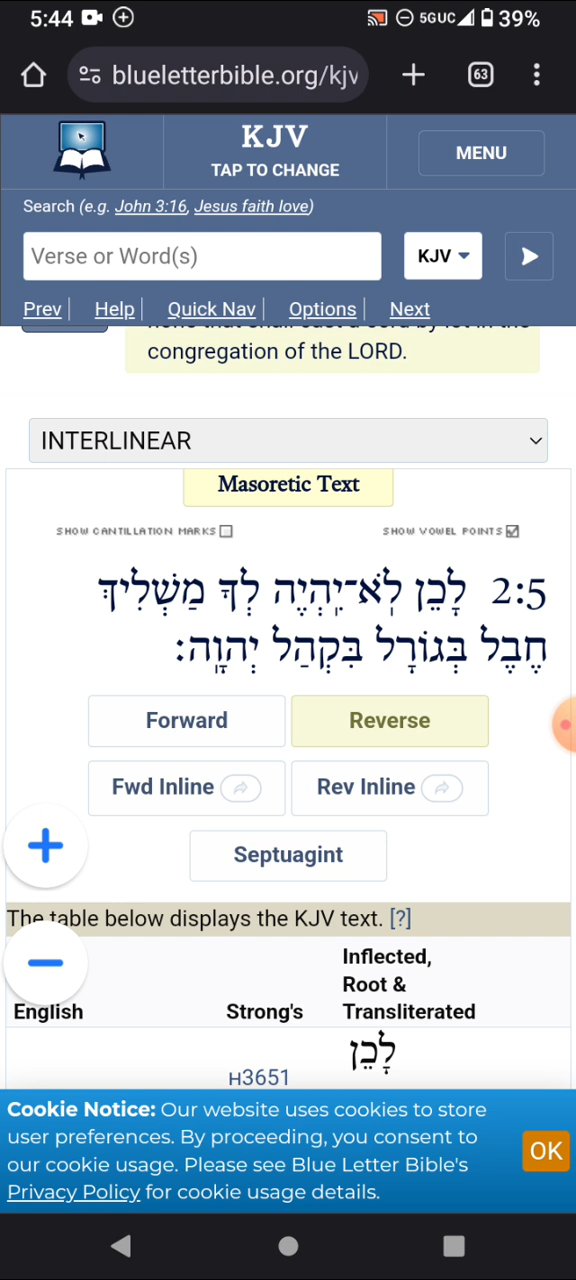 5:44 5GUC 39%
blueletterbible.org/kjv 63
KJV
TAP TO CHANGE
MENU
Search (e.g. John 3:16, Jesus faith love)
Verse or Word(s)
KJV
Prev Help Quick Nav Options Next
congregation of the LORD.
INTERLINEAR
Masoretic Text
SHOW CANTILLATION MARKS SHOW VOWEL POINTS
2:5 לָכֵן לֹֽא־יִֽהְיֶה לְךָ מַשְׁלִיךְ
חֶבֶל בְּגוֹרָל בִּקְהַל יְהוָֽה׃
Forward Reverse
Fwd Inline Rev Inline
Septuagint
The table below displays the KJV text. [?]
English Strong's Inflected,
Root &
Transliterated
לָכֵן
H3651
Cookie Notice: Our website uses cookies to store
user preferences. By proceeding, you consent to
our cookie usage. Please see Blue Letter Bible's
Privacy Policy for cookie usage details.
OK